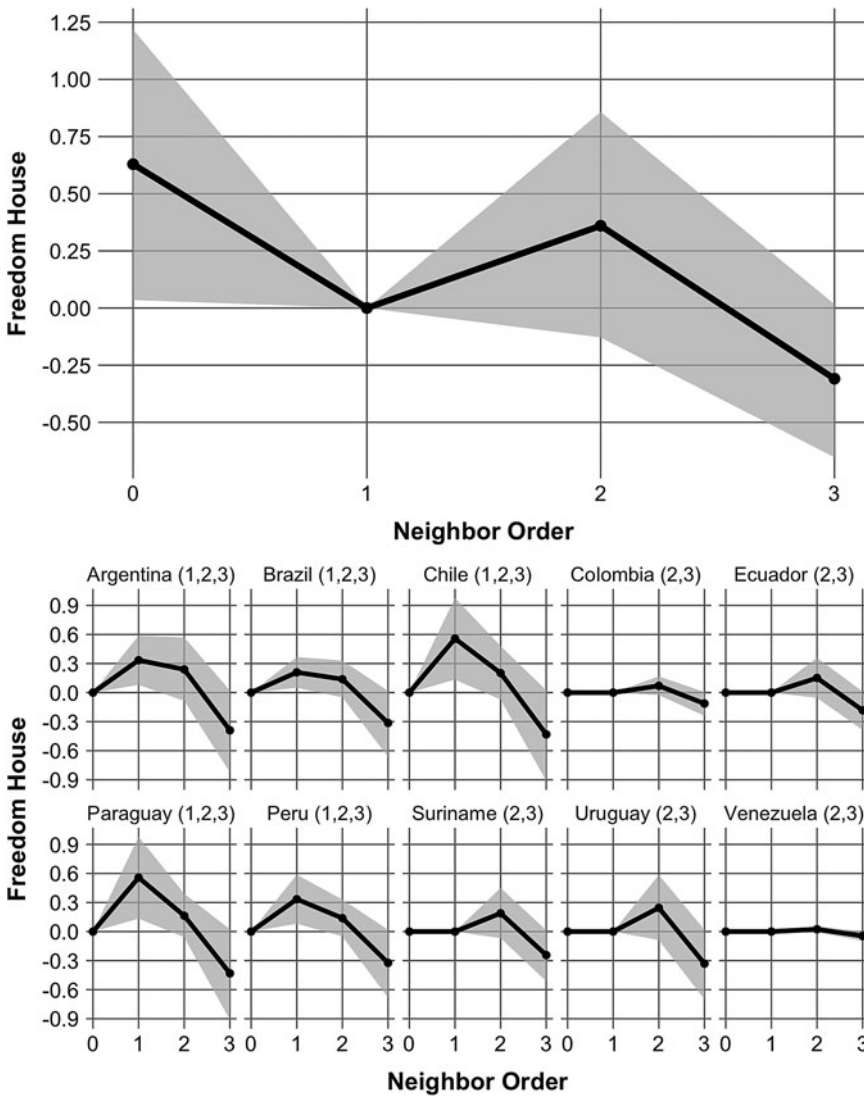 1.25
1.00
0.75
0.50
0.25
0.00
-0.25
-0.50
Freedom House
0 1 2 3
Neighbor Order
Argentina (1,2,3) Brazil (1,2,3) Chile (1,2,3) Colombia (2,3) Ecuador (2,3)
0.9
0.6
0.3
0.0
-0.3
-0.6
-0.9
Freedom House
Paraguay (1,2,3) Peru (1,2,3) Suriname (2,3) Uruguay (2,3) Venezuela (2,3)
0.9
0.6
0.3
0.0
-0.3
-0.6
-0.9
0 1 2 3 0 1 2 3 0 1 2 3 0 1 2 3 0 1 2 3
Neighbor Order